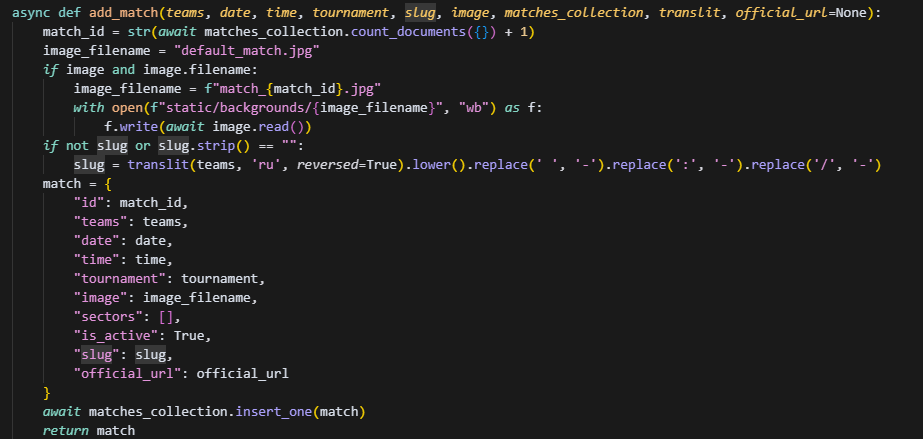 async def add_match(teams, date, time, tournament, slug, image, matches_collection, translit, official_url=None):
    match_id = str(await matches_collection.count_documents({}) + 1)
    image_filename = "default_match.jpg"
    if image and image.filename:
        image_filename = f"match_{match_id}.jpg"
        with open(f"static/backgrounds/{image_filename}", "wb") as f:
            f.write(await image.read())
    if not slug or slug.strip() == "":
        slug = translit(teams, 'ru', reversed=True).lower().replace(' ', '-').replace(':', '-').replace('/', '-')
    match = {
        "id": match_id,
        "teams": teams,
        "date": date,
        "time": time,
        "tournament": tournament,
        "image": image_filename,
        "sectors": [],
        "is_active": True,
        "slug": slug,
        "official_url": official_url
    }
    await matches_collection.insert_one(match)
    return match